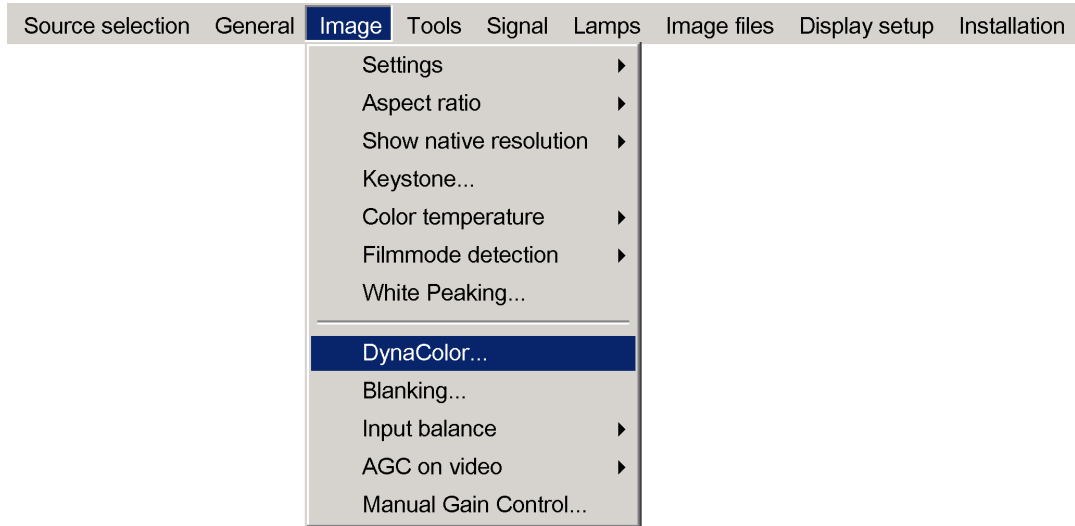 Source selection General Image Tools Signal Lamps Image files Display setup Installation
Settings
Aspect ratio
Show native resolution
Keystone...
Color temperature
Filmmode detection
White Peaking...
DynaColor...
Blanking...
Input balance
AGC on video
Manual Gain Control...